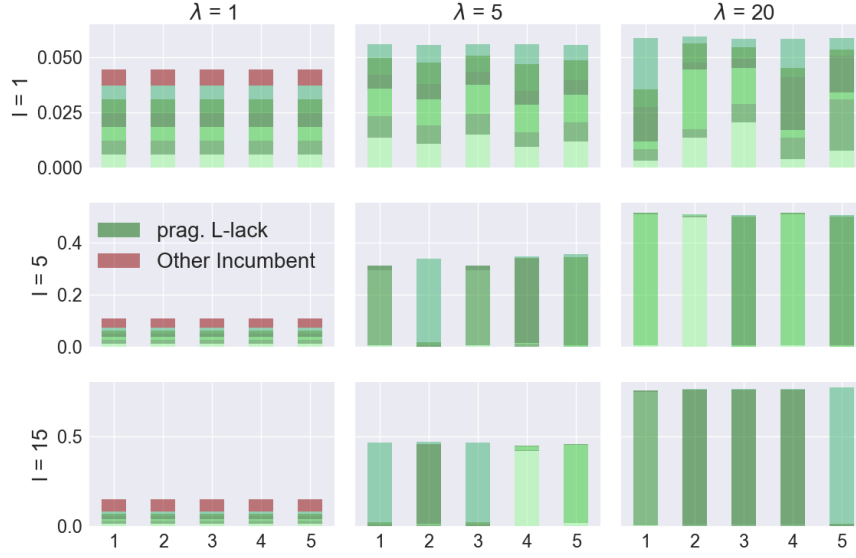 λ = 1 λ = 5 λ = 20
l = 1
0.050
0.025
0.000
l = 5
0.4
0.2
0.0
prag. L-lack
Other Incumbent
l = 15
0.5
0.0
1 2 3 4 5 1 2 3 4 5 1 2 3 4 5